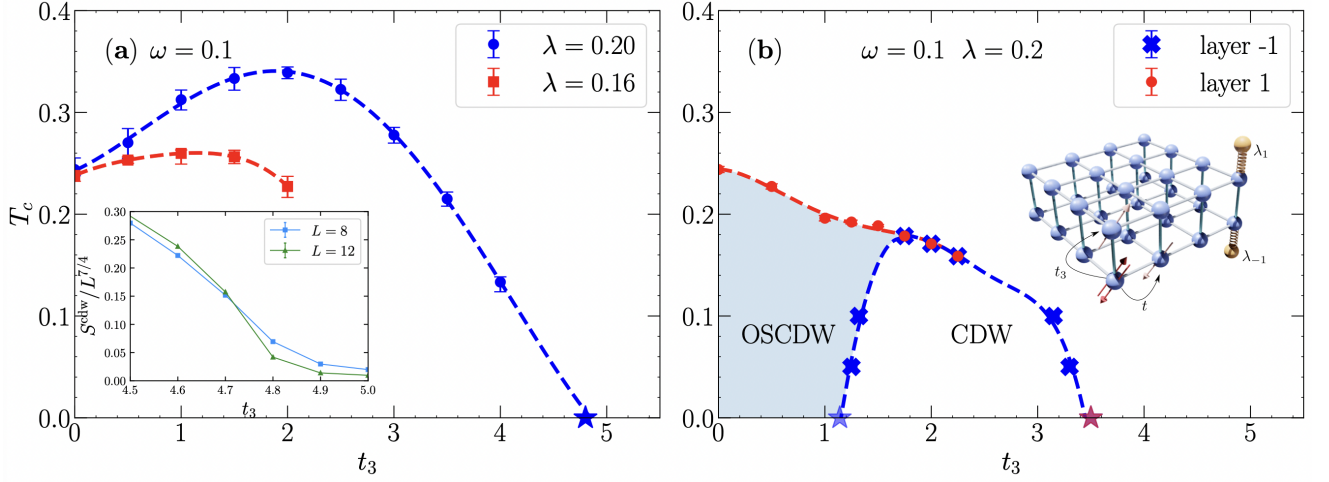 (a) ω = 0.1
λ = 0.20
λ = 0.16
T_c
0.4
0.3
0.2
0.1
0.0
0 1 2 3 4 5
t_3
S^cdw/L^{7/4}
0.30
0.25
0.20
0.15
0.10
0.05
0.00
L = 8
L = 12
4.5 4.6 4.7 4.8 4.9 5.0
t_3
(b) ω = 0.1 λ = 0.2
layer -1
layer 1
λ_1
λ_{-1}
t_3
t
OSCDW
CDW
0.4
0.3
0.2
0.1
0.0
0 1 2 3 4 5
t_3